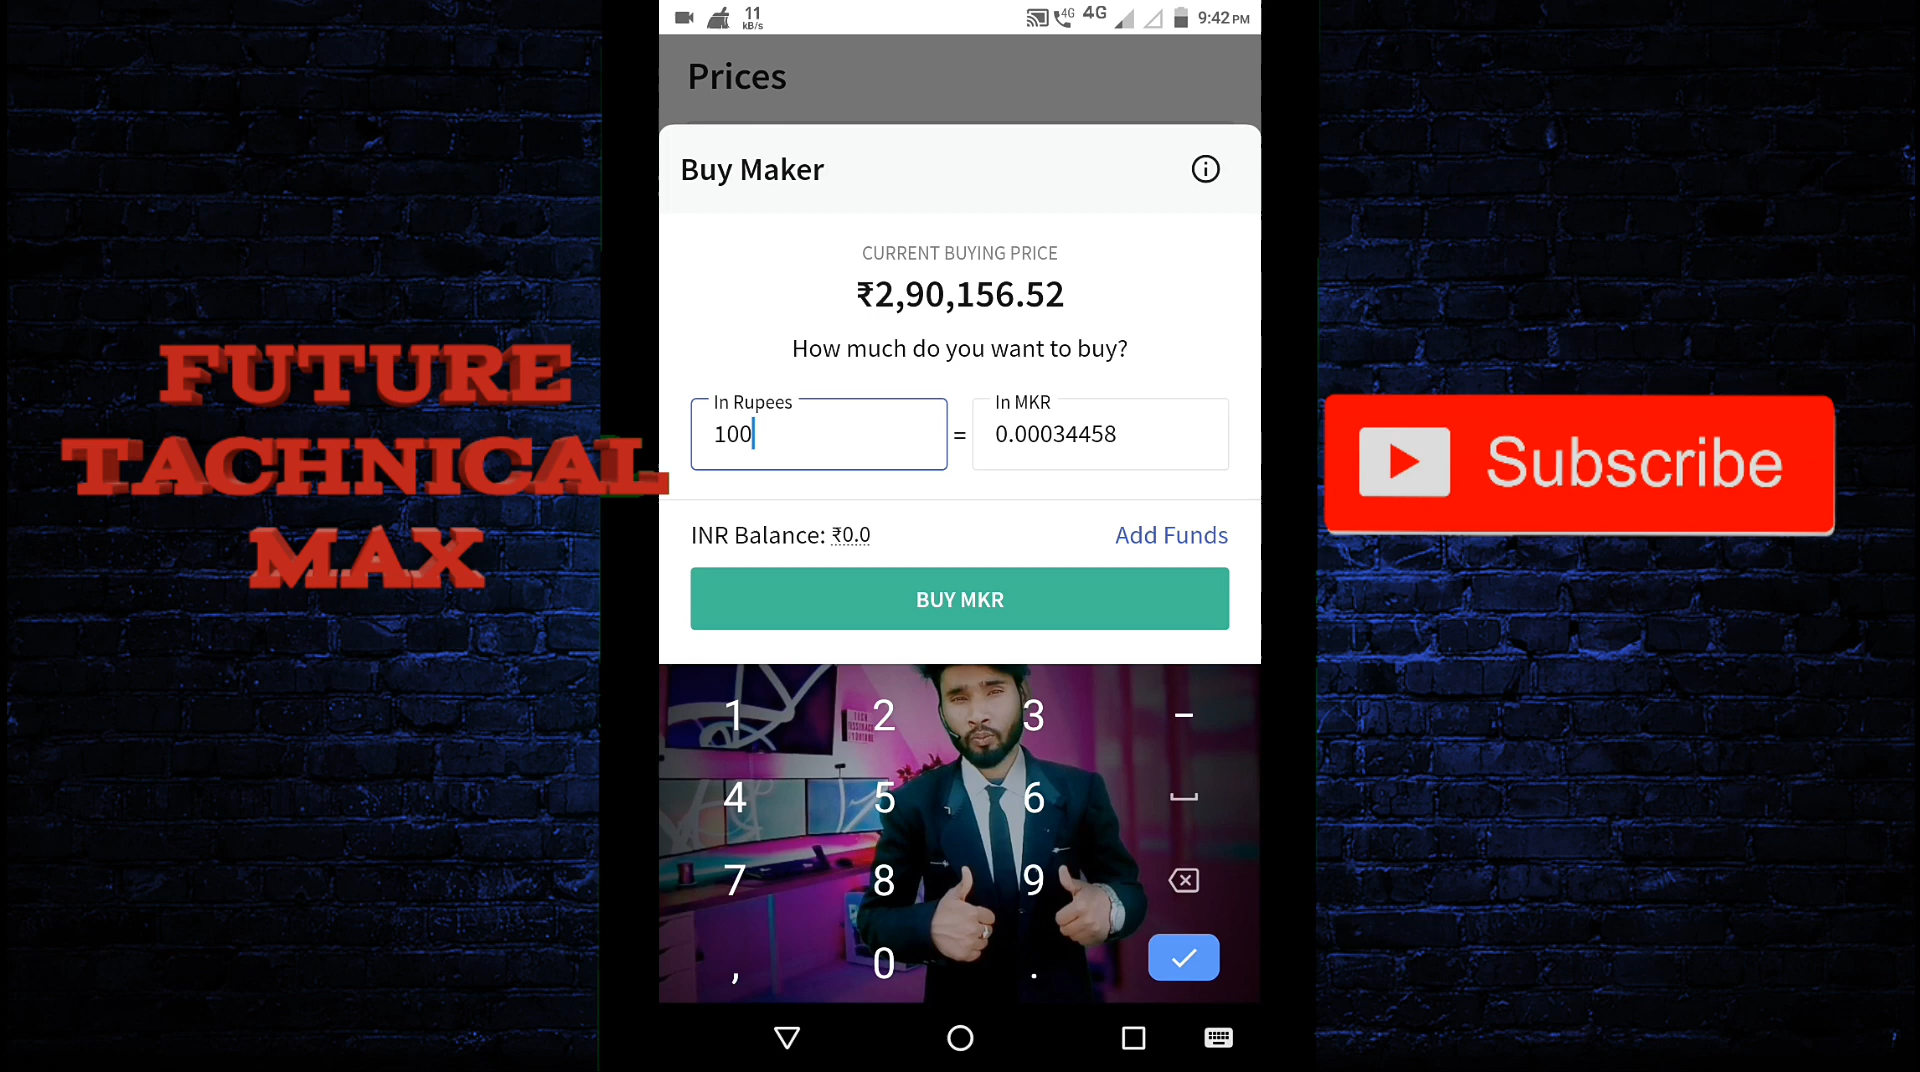 11
kB/s
4G
4G
9:42 PM
Prices
Buy Maker
CURRENT BUYING PRICE
₹2,90,156.52
How much do you want to buy?
In Rupees
In MKR
100
=
0.00034458
INR Balance: ₹0.0
Add Funds
BUY MKR
1 2 3 -
4 5 6
7 8 9
, 0 .
FUTURE
TACHNICAL
MAX
Subscribe